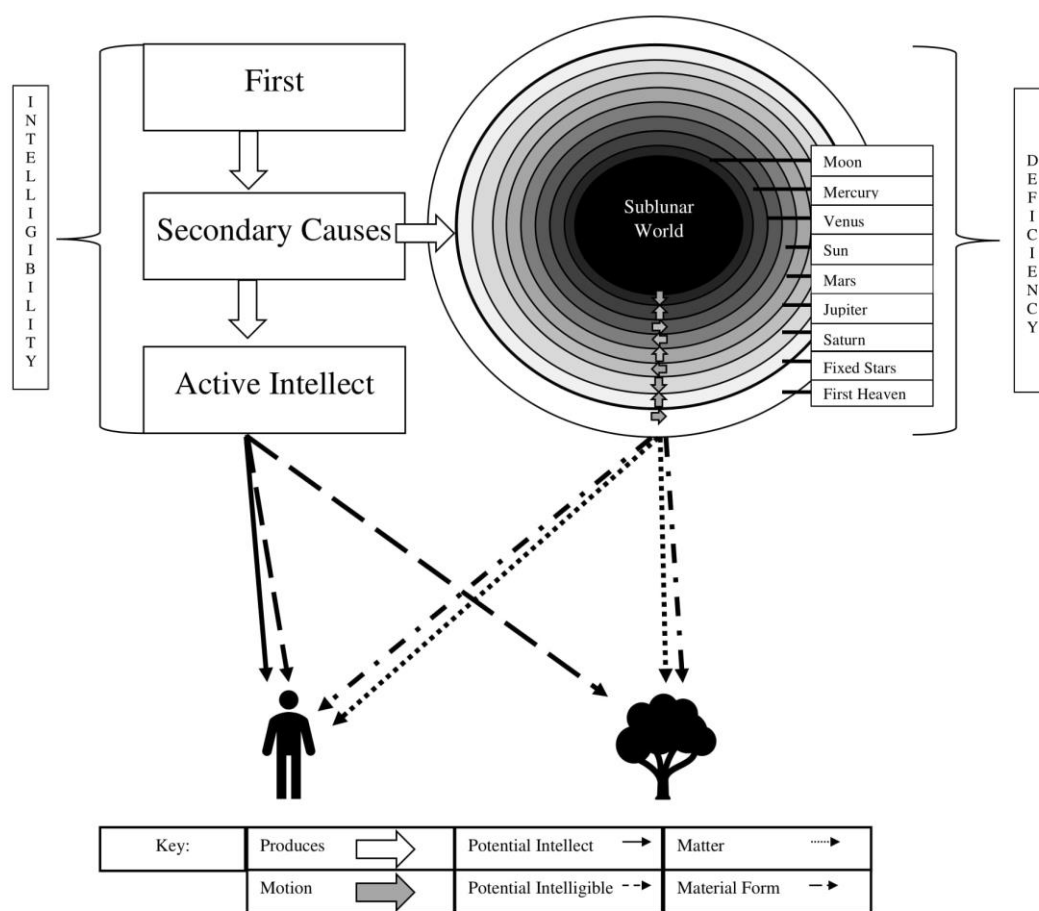 INTELLIGIBILITY
First
Secondary Causes
Active Intellect
Sublunar
World
Moon
Mercury
Venus
Sun
Mars
Jupiter
Saturn
Fixed Stars
First Heaven
DEFICIENCY
Key:
Produces
Potential Intellect
Matter
Motion
Potential Intelligible
Material Form